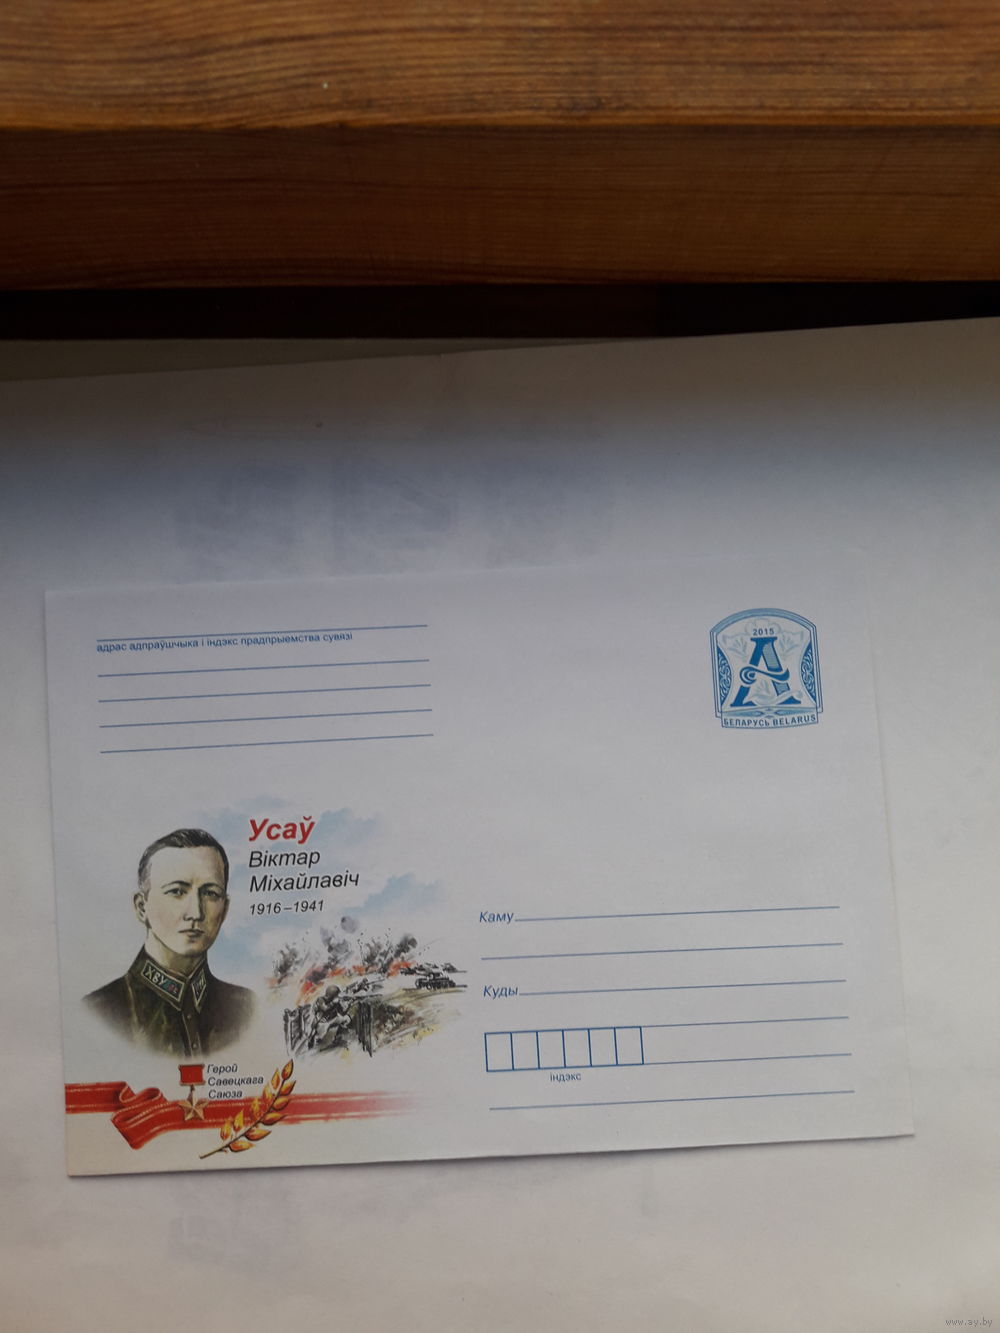 адрас адпраўшчыка і індэкс прадпрыемства сувязі
2015
А
БЕЛАРУСЬ BELARUS
Усаў
Віктар
Міхайлавіч
1916–1941
ХВУ
Герой
Савецкага
Саюза
Каму
Куды
індэкс
www.ay.by